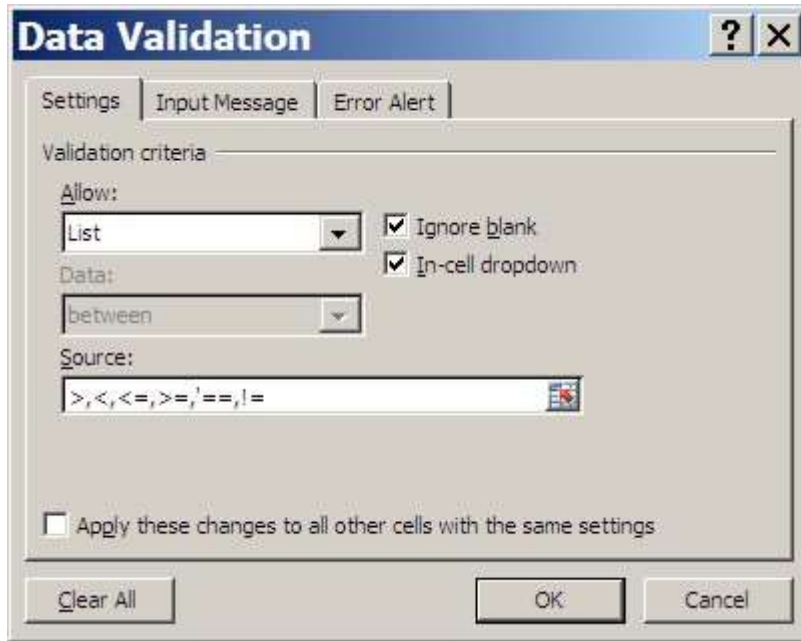 Data Validation
Settings Input Message Error Alert
Validation criteria
Allow:
List
Ignore blank
Data:
In-cell dropdown
between
Source:
>,<,<=,>=,'==,!=
Apply these changes to all other cells with the same settings
Clear All OK Cancel